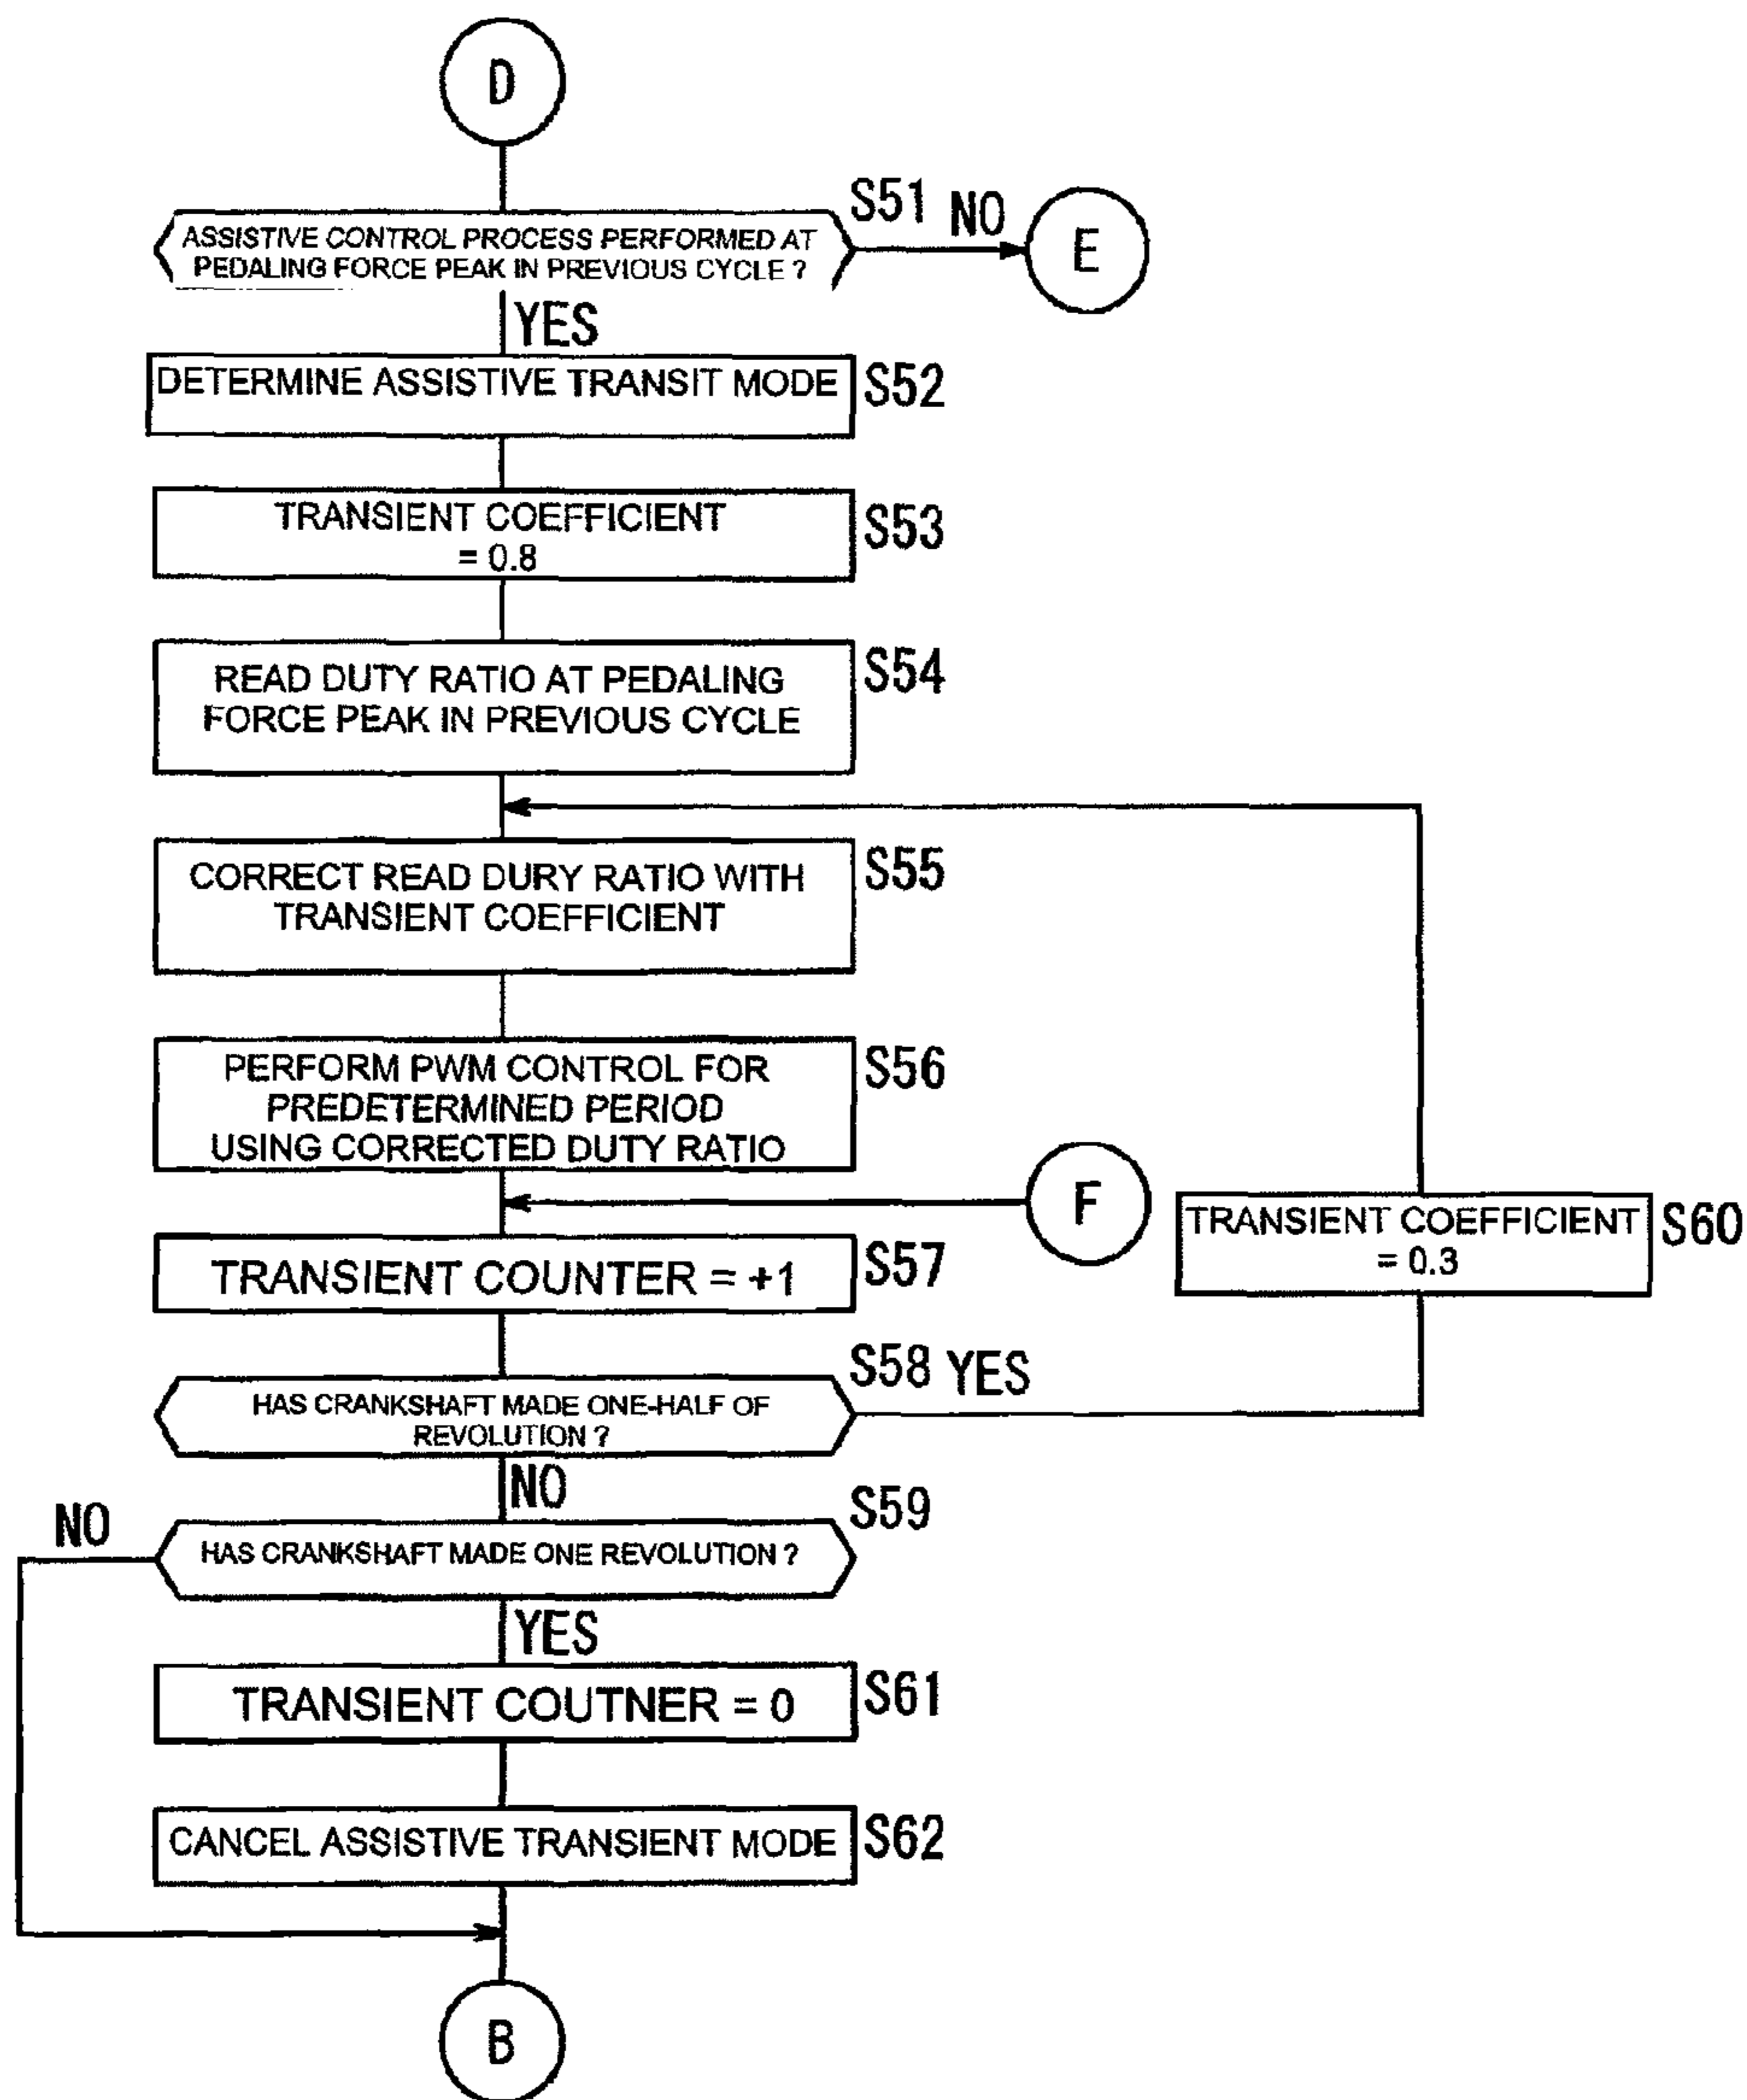 D
S51 NO
ASSISTIVE CONTROL PROCESS PERFORMED AT
PEDALING FORCE PEAK IN PREVIOUS CYCLE ?
E
YES
DETERMINE ASSISTIVE TRANSIT MODE
S52
TRANSIENT COEFFICIENT
= 0.8
S53
READ DUTY RATIO AT PEDALING
FORCE PEAK IN PREVIOUS CYCLE
S54
CORRECT READ DURY RATIO WITH
TRANSIENT COEFFICIENT
S55
PERFORM PWM CONTROL FOR
PREDETERMINED PERIOD
USING CORRECTED DUTY RATIO
S56
F
TRANSIENT COEFFICIENT
= 0.3
S60
TRANSIENT COUNTER = +1
S57
S58 YES
HAS CRANKSHAFT MADE ONE-HALF OF
REVOLUTION ?
NO
S59
NO
HAS CRANKSHAFT MADE ONE REVOLUTION ?
YES
TRANSIENT COUTNER = 0
S61
CANCEL ASSISTIVE TRANSIENT MODE
S62
B